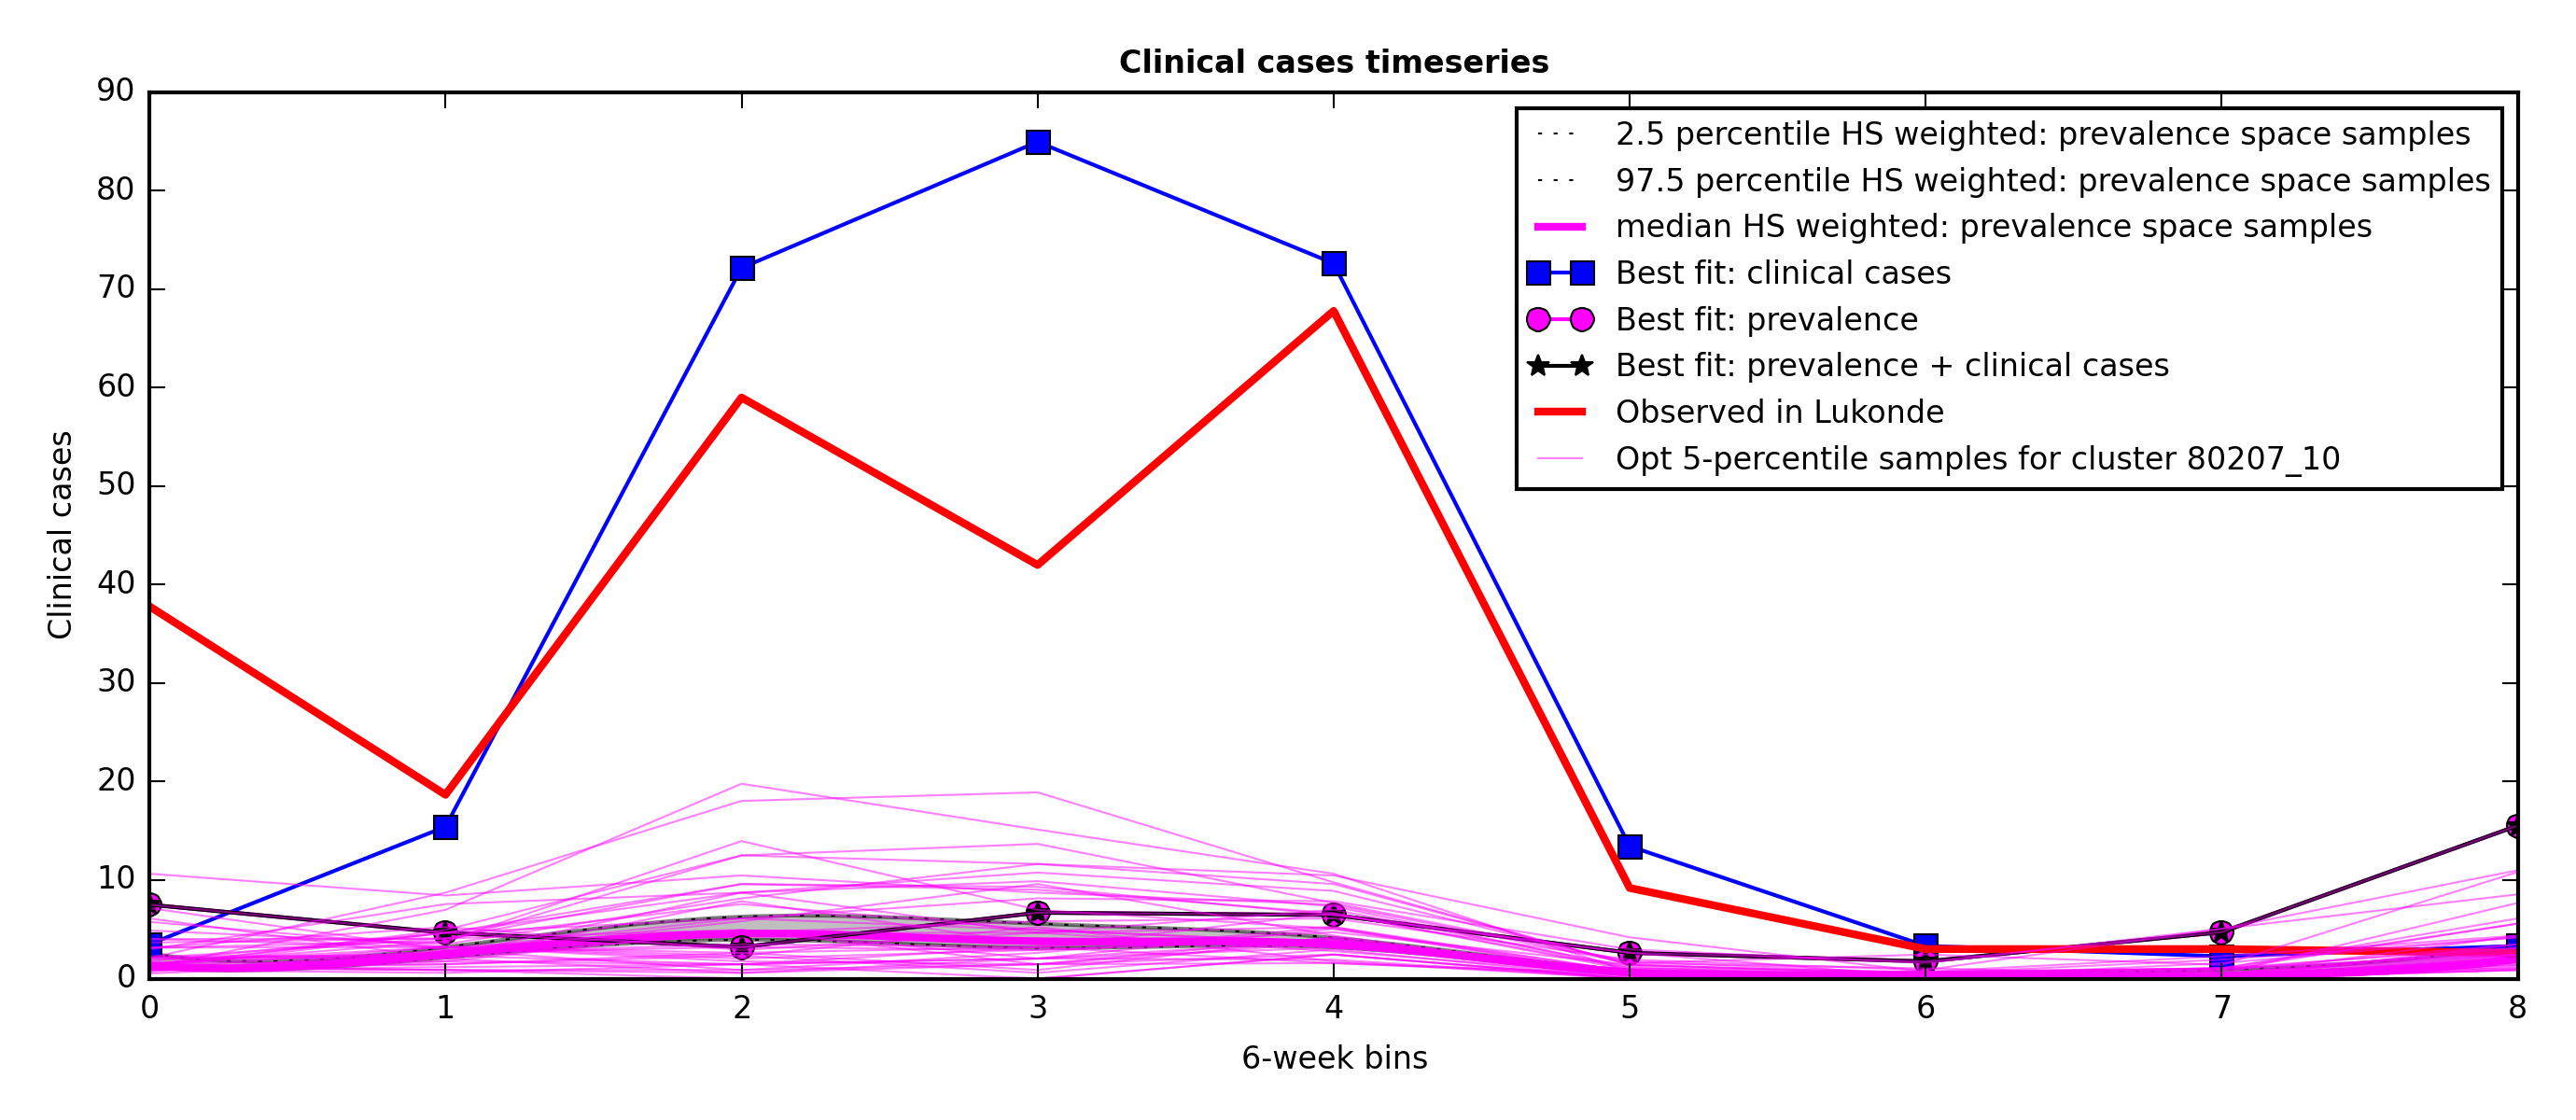 Clinical cases timeseries
90
80
70
60
50
40
30
20
10
0
Clinical cases
2.5 percentile HS weighted: prevalence space samples
97.5 percentile HS weighted: prevalence space samples
median HS weighted: prevalence space samples
Best fit: clinical cases
Best fit: prevalence
Best fit: prevalence + clinical cases
Observed in Lukonde
Opt 5-percentile samples for cluster 80207_10
0 1 2 3 4 5 6 7 8
6-week bins